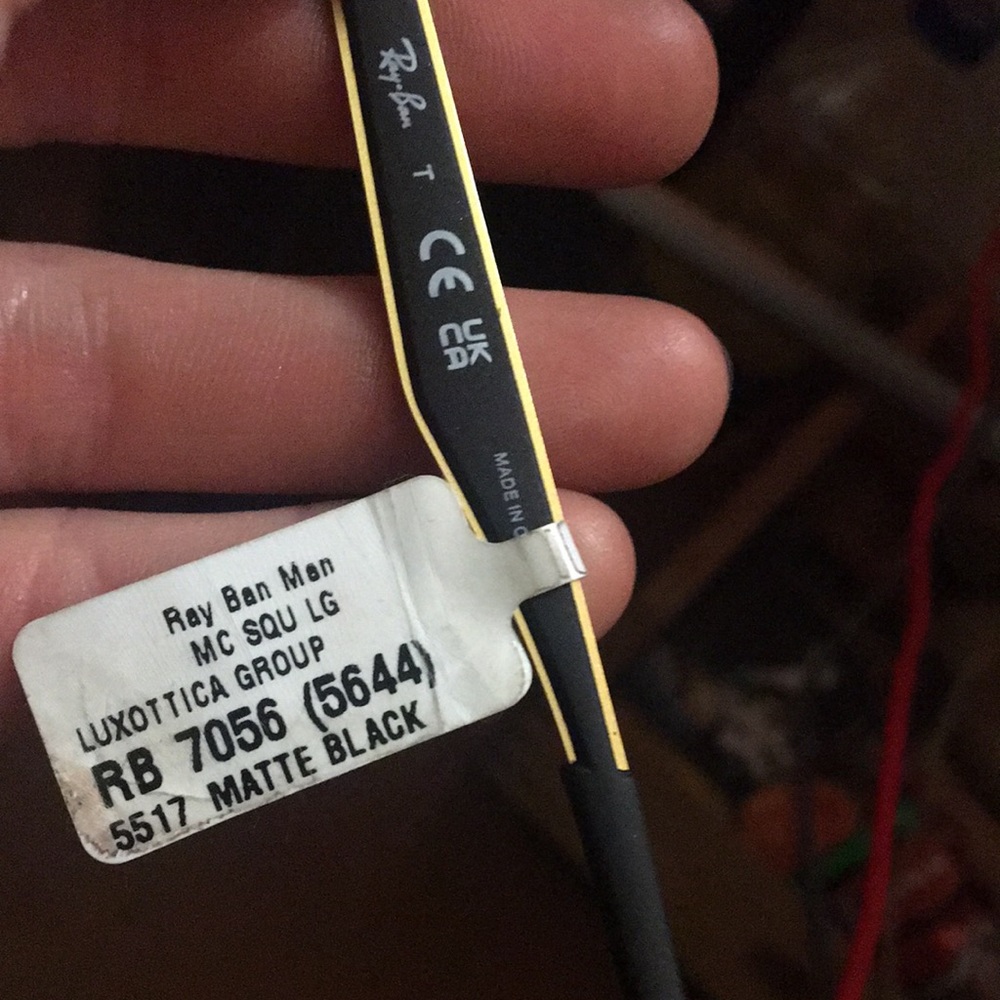 Ray-Ban
T
CE
UK
CA
MADE IN
Ray Ban Men
MC SQU LG
LUXOTTICA GROUP
RB 7056 (5644)
5517 MATTE BLACK